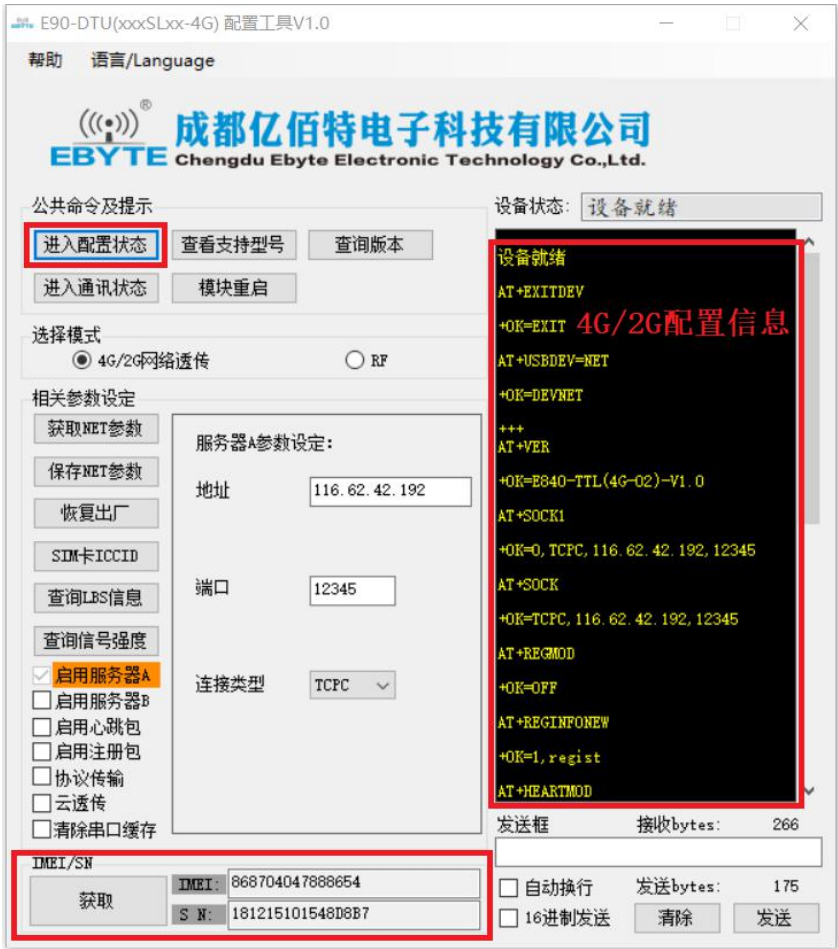 E90-DTU(xxxSLxx-4G) 配置工具V1.0
帮助 语言/Language
®
EBYTE
成都亿佰特电子科技有限公司
Chengdu Ebyte Electronic Technology Co.,Ltd.
公共命令及提示
进入配置状态 查看支持型号 查询版本
进入通讯状态 模块重启
选择模式
4G/2G网络透传 RF
相关参数设定
获取NET参数
保存NET参数
恢复出厂
SIM卡ICCID
查询LBS信息
查询信号强度
启用服务器A
启用服务器B
启用心跳包
启用注册包
协议传输
云透传
清除串口缓存
服务器A参数设定:
地址 116.62.42.192
端口 12345
连接类型 TCPC
IMEI/SN
获取
IMEI: 868704047888654
S N: 181215101548D8B7
设备状态: 设备就绪
设备就绪
AT+EXITDEV
+OK=EXIT
4G/2G配置信息
AT+USBDEV=NET
+OK=DEVNET
+++
AT+VER
+OK=E840-TTL(4G-02)-V1.0
AT+SOCK1
+OK=0,TCPC,116.62.42.192,12345
AT+SOCK
+OK=TCPC,116.62.42.192,12345
AT+REGMOD
+OK=OFF
AT+REGINFONEW
+OK=1,regist
AT+HEARTMOD
发送框 接收bytes: 266
自动换行 发送bytes: 175
16进制发送 清除 发送